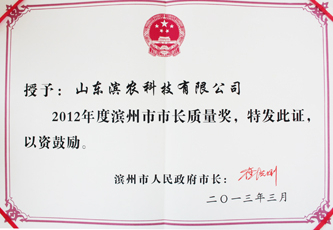 授予：山东滨农科技有限公司
2012年度滨州市市长质量奖，特发此证，
以资鼓励。
滨州市人民政府市长：
二〇一三年三月